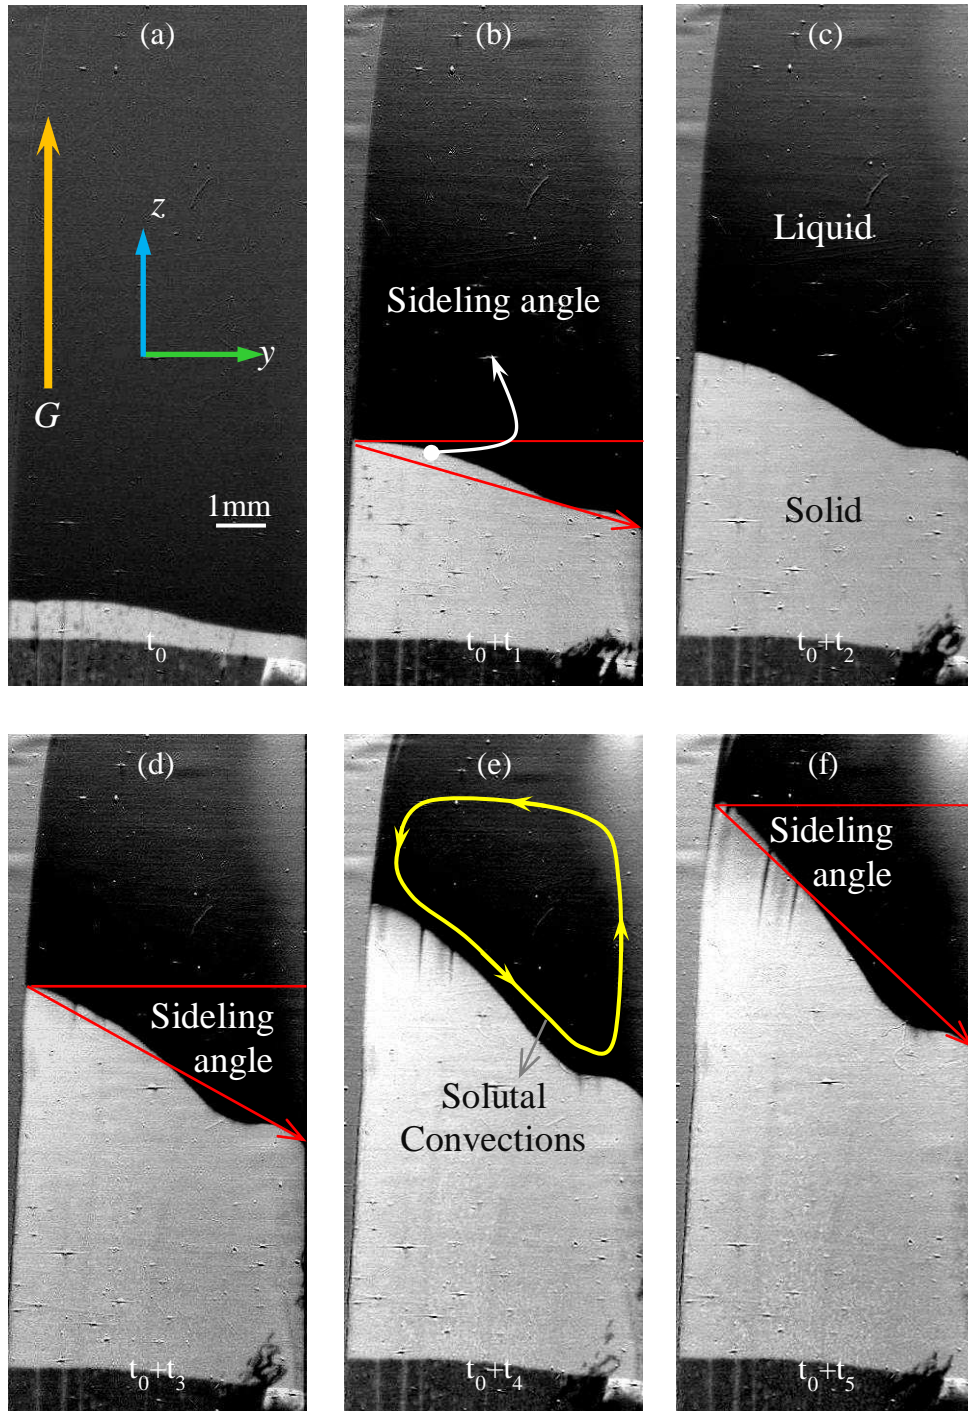 (a)
z
y
G
1mm
t0
(b)
Sideling angle
t0+t1
(c)
Liquid
Solid
t0+t2
(d)
Sideling
angle
t0+t3
(e)
Solutal
Convections
t0+t4
(f)
Sideling
angle
t0+t5